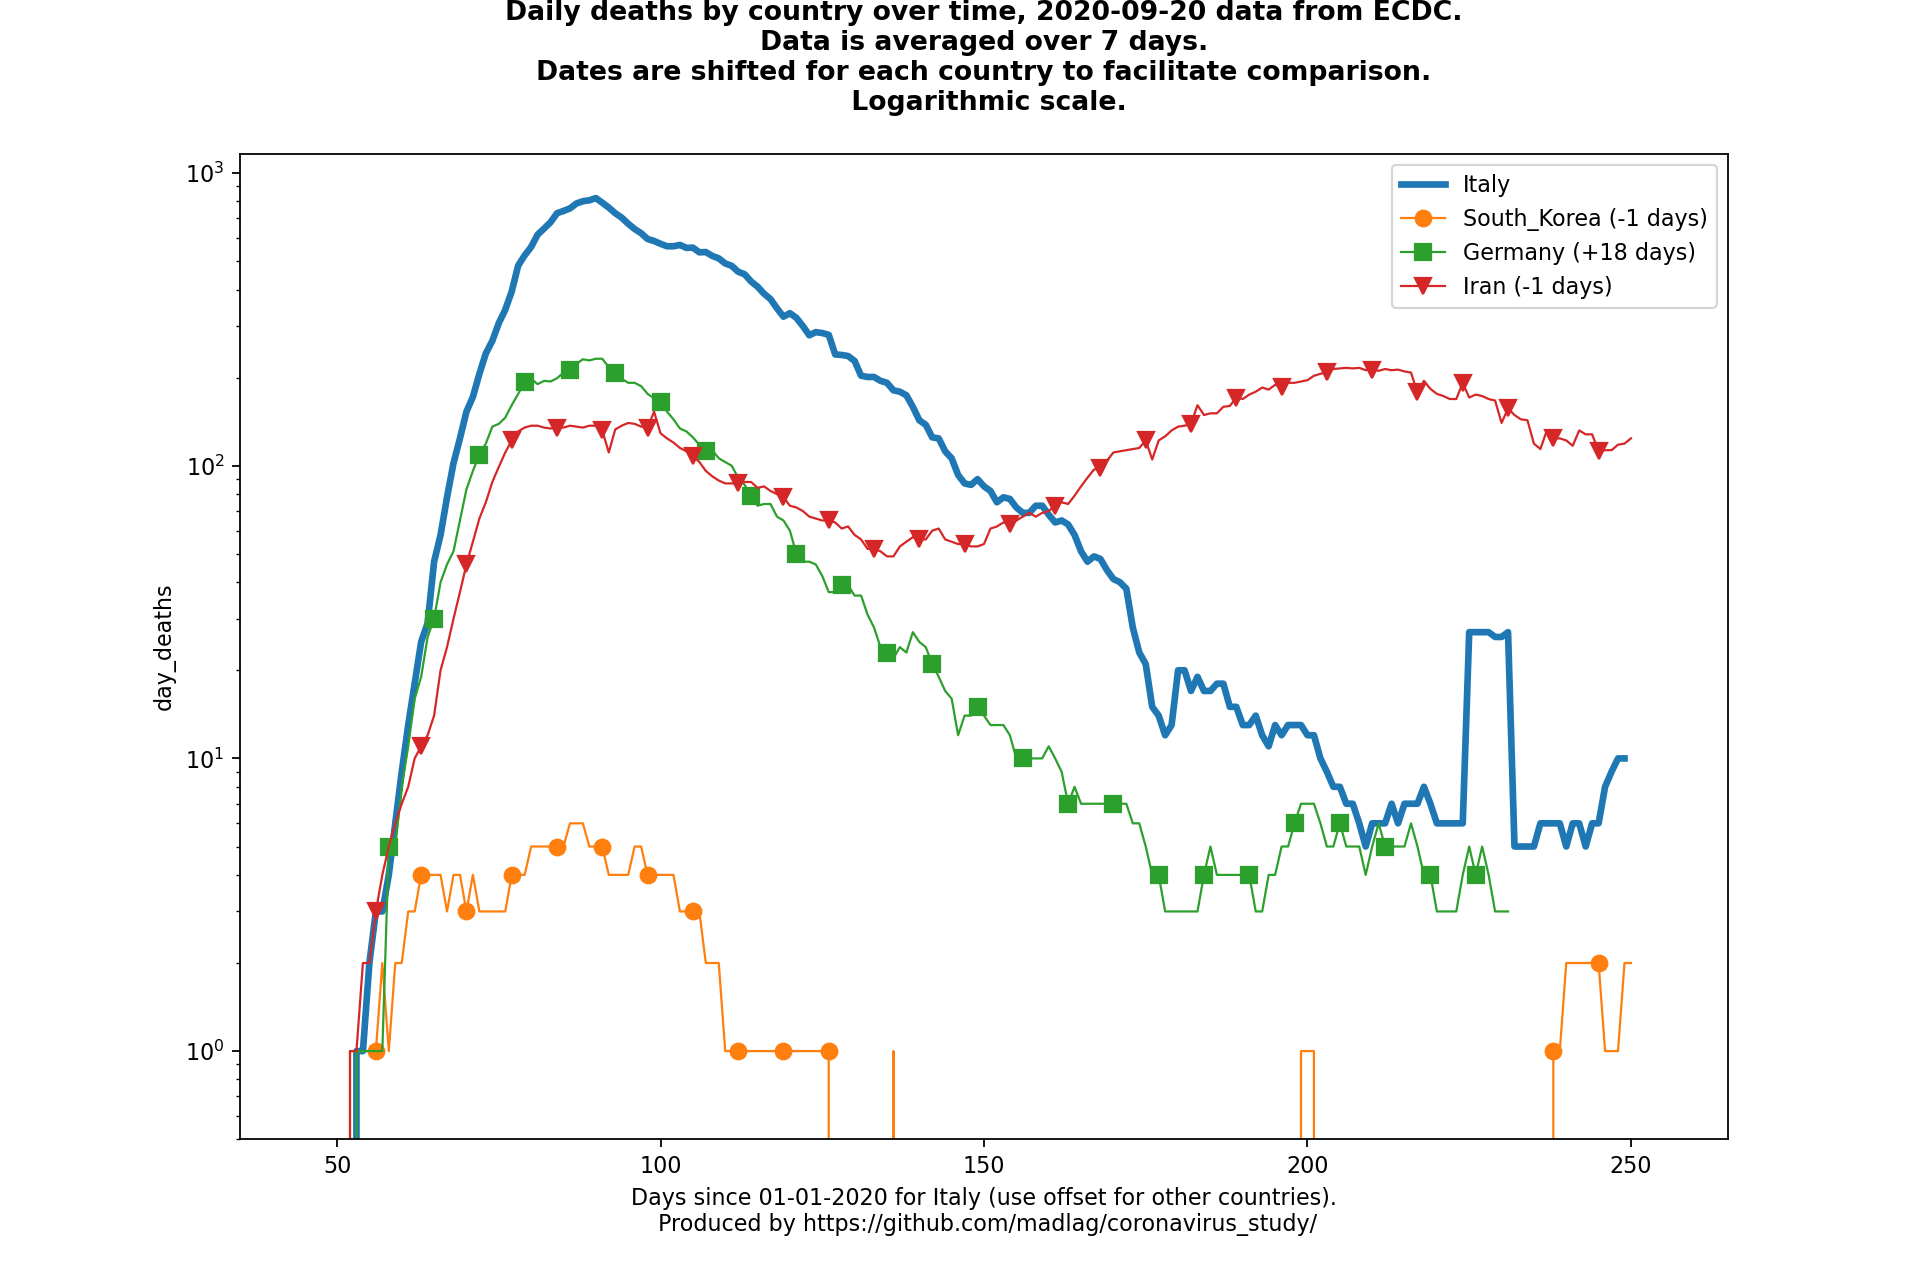 Daily deaths by country over time, 2020-09-20 data from ECDC.
Data is averaged over 7 days.
Dates are shifted for each country to facilitate comparison.
Logarithmic scale.
10³
10²
10¹
10⁰
day_deaths
Italy
South_Korea (-1 days)
Germany (+18 days)
Iran (-1 days)
50 100 150 200 250
Days since 01-01-2020 for Italy (use offset for other countries).
Produced by https://github.com/madlag/coronavirus_study/